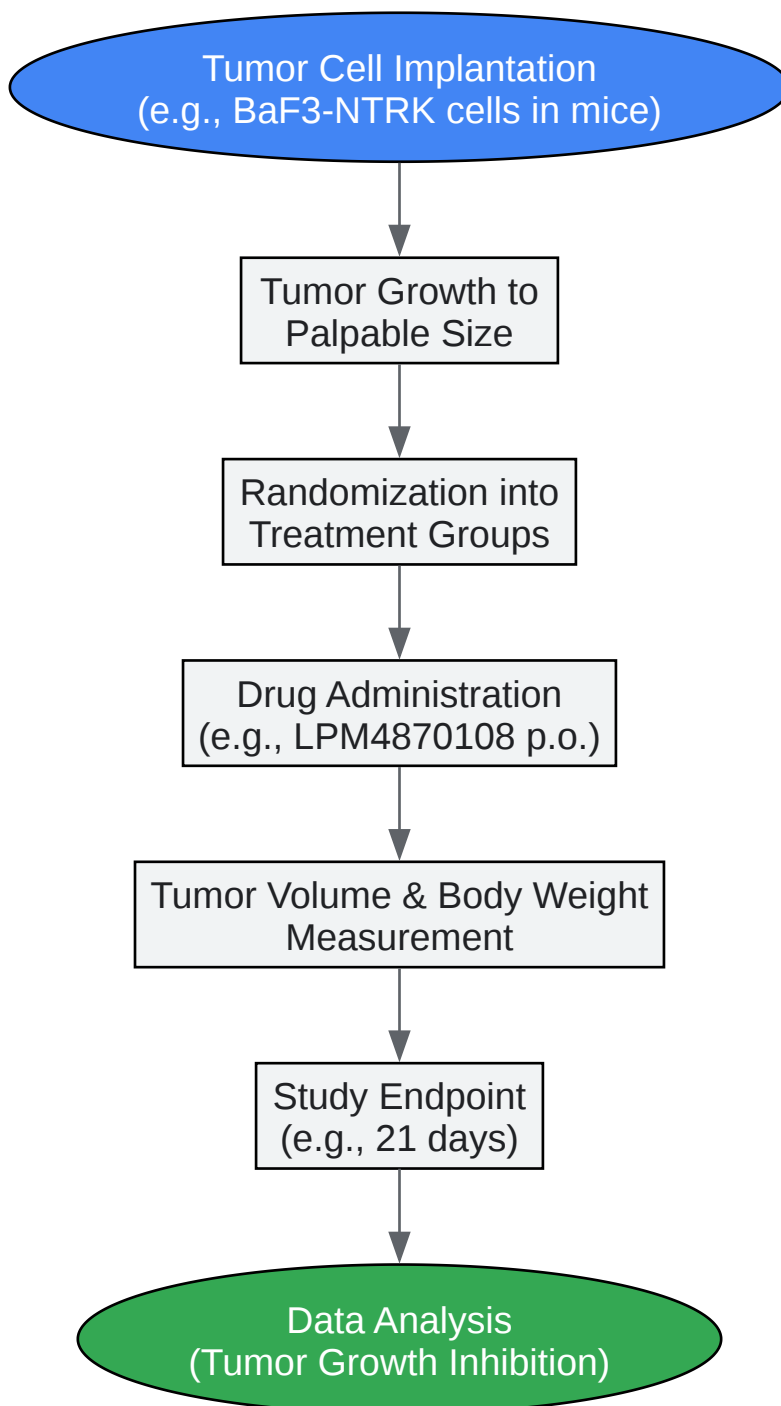 Tumor Cell Implantation
(e.g., BaF3-NTRK cells in mice)
Tumor Growth to
Palpable Size
Randomization into
Treatment Groups
Drug Administration
(e.g., LPM4870108 p.o.)
Tumor Volume & Body Weight
Measurement
Study Endpoint
(e.g., 21 days)
Data Analysis
(Tumor Growth Inhibition)